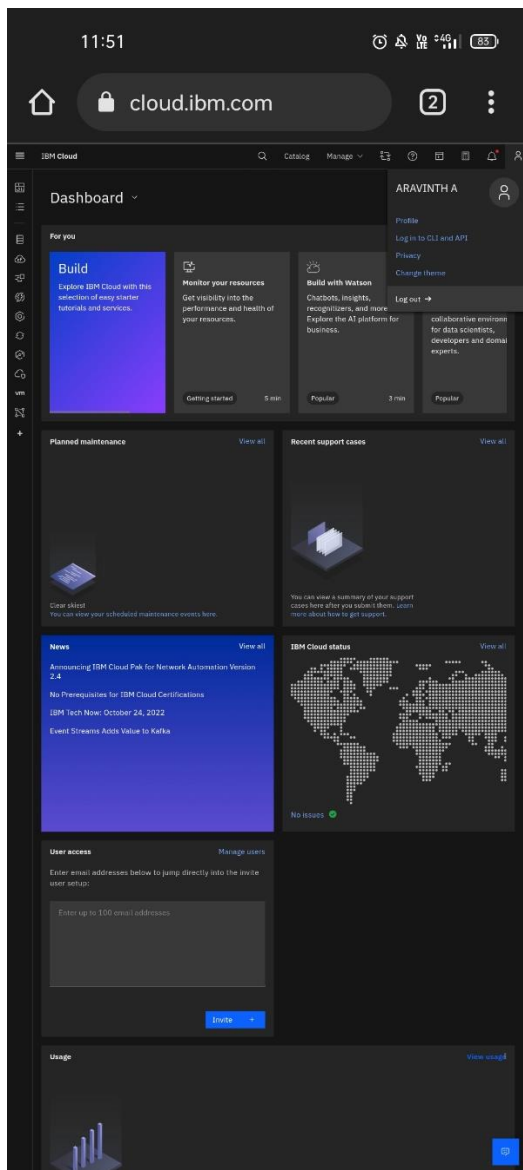 11:51
Vo LTE 4G 83
cloud.ibm.com
2
IBM Cloud
Catalog
Manage
Dashboard
ARAVINTH A
Profile
Log in to CLI and API
Privacy
Change theme
Log out →
For you
Build
Explore IBM Cloud with this
selection of easy starter
tutorials and services.
Monitor your resources
Get visibility into the
performance and health of
your resources.
Getting started
5 min
Build with Watson
Chatbots, insights,
recognitizers, and more
Explore the AI platform for
business.
Popular
3 min
collaborative environ
for data scientists,
developers and domai
experts.
Popular
vm
Planned maintenance
View all
Clear skies!
You can view your scheduled maintenance events here.
Recent support cases
View all
You can view a summary of your support
cases here after you submit them. Learn
more about how to get support.
News
View all
Announcing IBM Cloud Pak for Network Automation Version
2.4
No Prerequisites for IBM Cloud Certifications
IBM Tech Now: October 24, 2022
Event Streams Adds Value to Kafka
IBM Cloud status
View all
No issues
User access
Manage users
Enter email addresses below to jump directly into the invite
user setup:
Enter up to 100 email addresses
Invite +
Usage
View usage